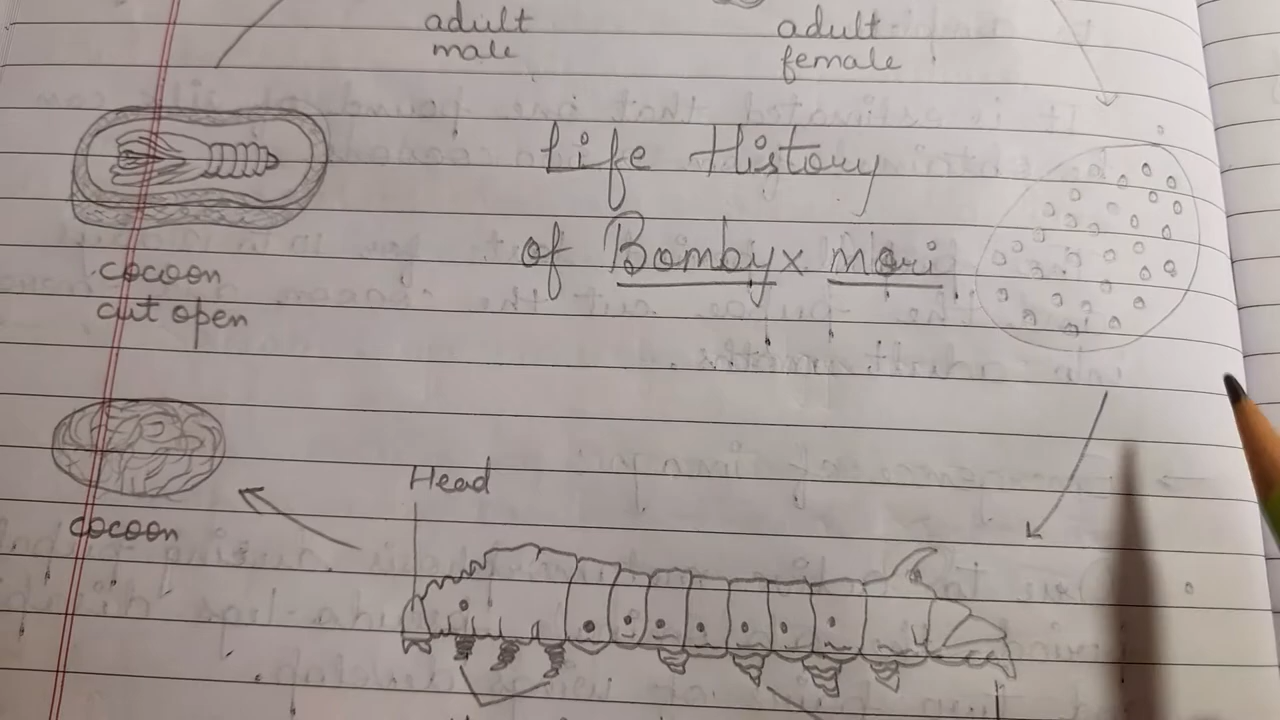 adult
male
adult
female
Life History
of Bombyx mori
cocoon
cut open
Head
cocoon